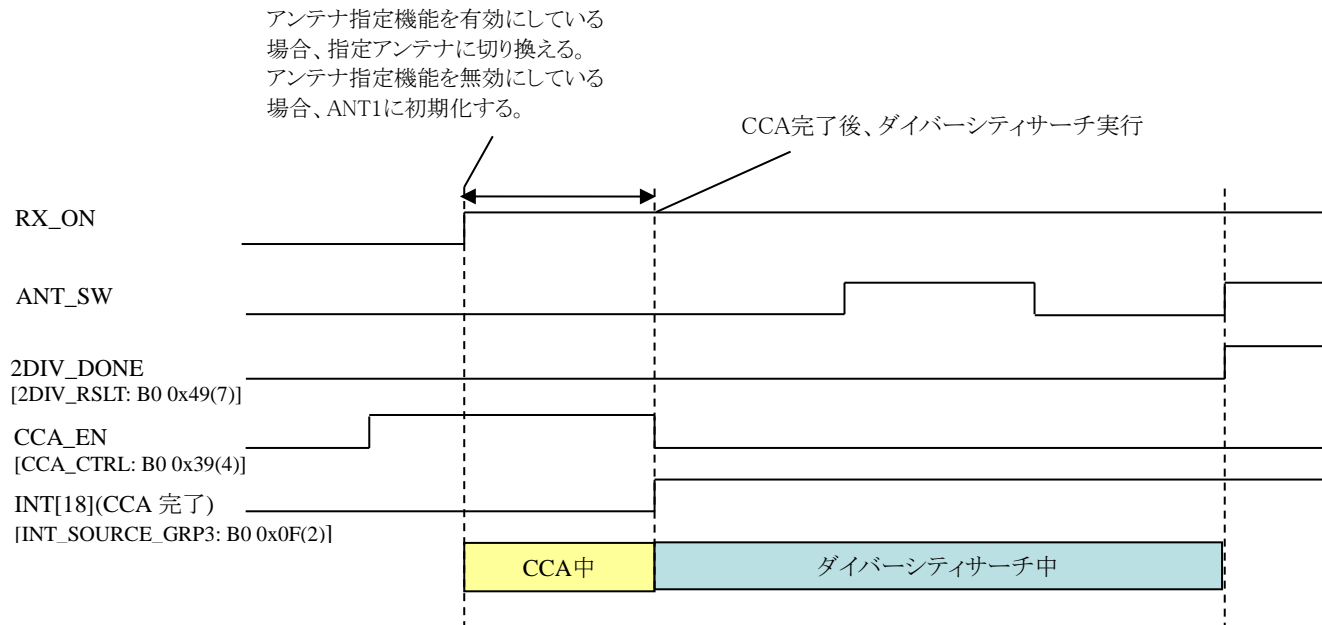 アンテナ指定機能を有効にしている
場合、指定アンテナに切り換える。
アンテナ指定機能を無効にしている
場合、ANT1に初期化する。
CCA完了後、ダイバーシティサーチ実行
RX_ON
ANT_SW
2DIV_DONE
[2DIV_RSLT: B0 0x49(7)]
CCA_EN
[CCA_CTRL: B0 0x39(4)]
INT[18](CCA 完了)
[INT_SOURCE_GRP3: B0 0x0F(2)]
CCA中
ダイバーシティサーチ中